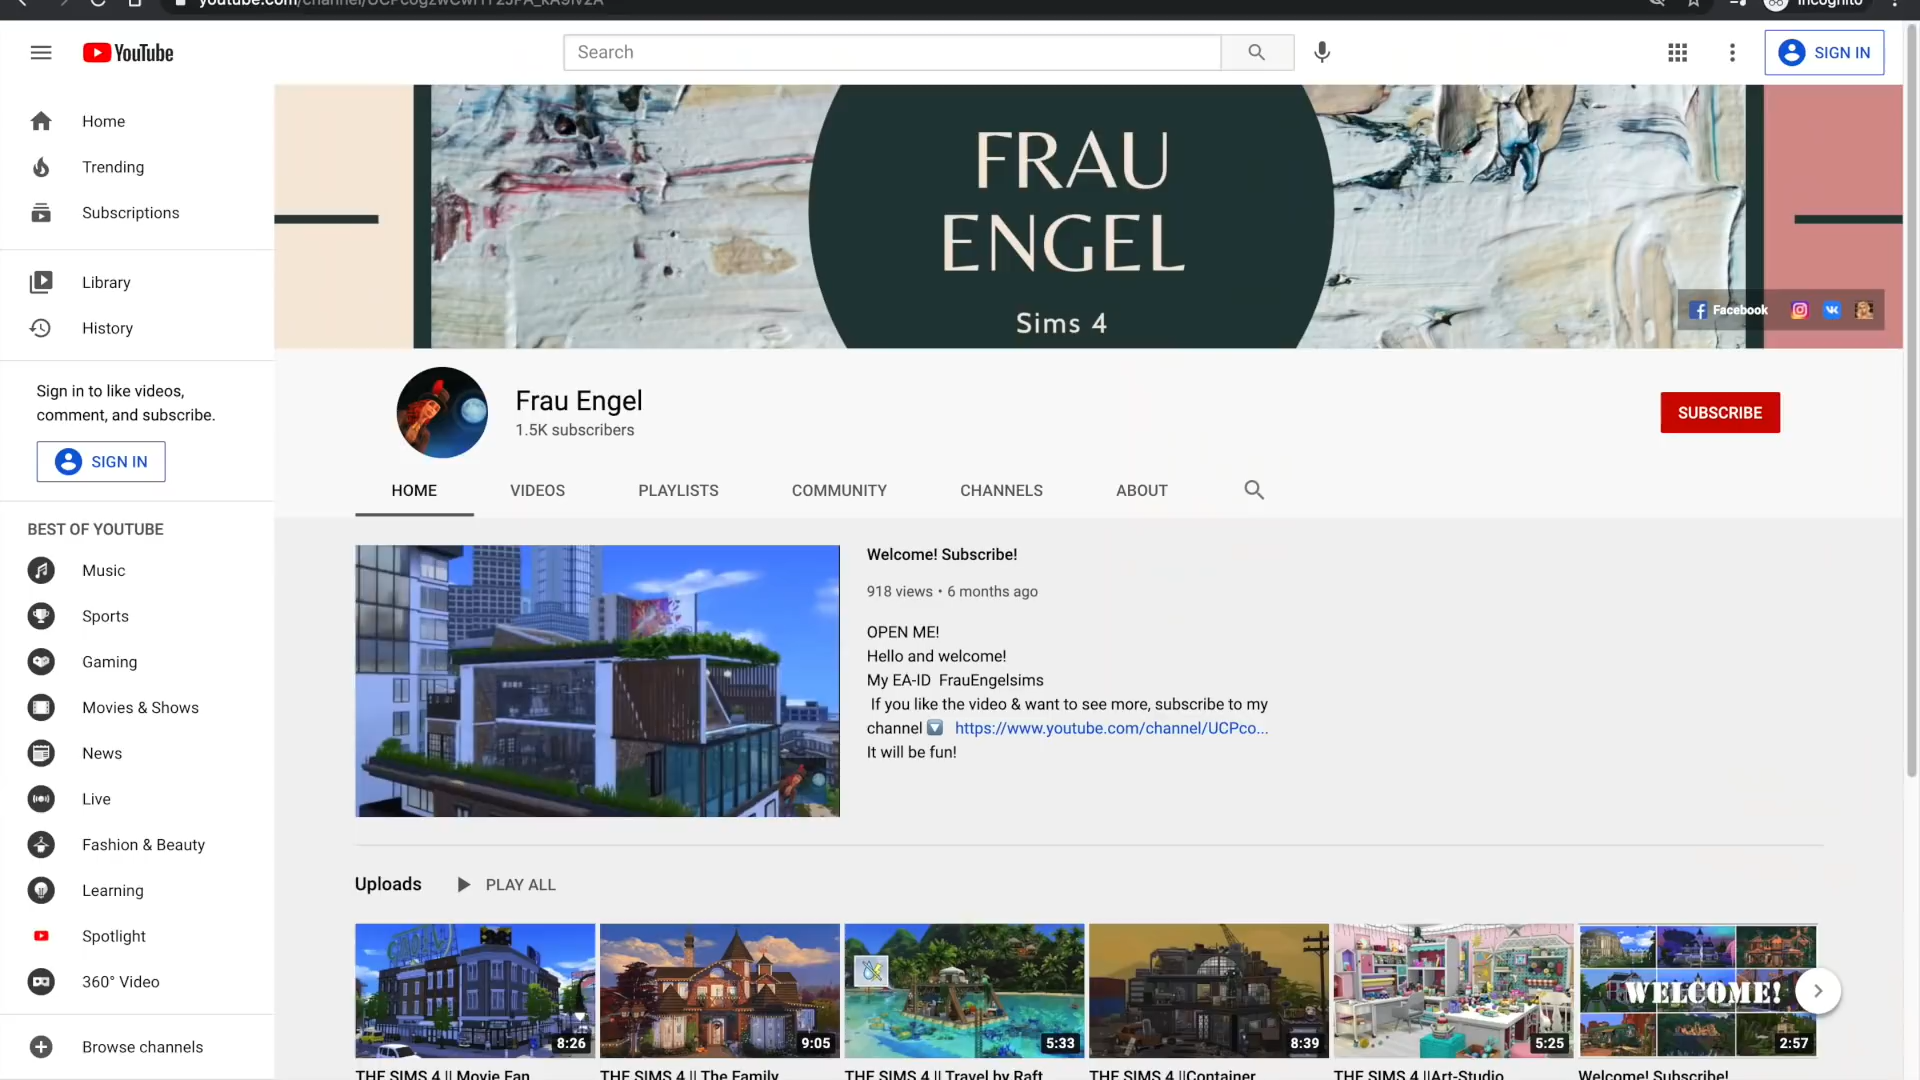 youtube.com
Incognito
YouTube
Search
SIGN IN
Home
Trending
Subscriptions
Library
History
Sign in to like videos,
comment, and subscribe.
SIGN IN
BEST OF YOUTUBE
Music
Sports
Gaming
Movies & Shows
News
Live
Fashion & Beauty
Learning
Spotlight
360° Video
Browse channels
FRAU
ENGEL
Sims 4
Facebook
Frau Engel
1.5K subscribers
SUBSCRIBE
HOME VIDEOS PLAYLISTS COMMUNITY CHANNELS ABOUT
Welcome! Subscribe!
918 views • 6 months ago
OPEN ME!
Hello and welcome!
My EA-ID FrauEngelsims
If you like the video & want to see more, subscribe to my
channel https://www.youtube.com/channel/UCPco...
It will be fun!
Uploads PLAY ALL
WELCOME!
8:26 9:05 5:33 8:39 5:25 2:57
THE SIMS 4 || Movie Fan
THE SIMS 4 || The Family
THE SIMS 4 || Travel by Raft
THE SIMS 4 ||Container
THE SIMS 4 ||Art-Studio
Welcome! Subscribe!